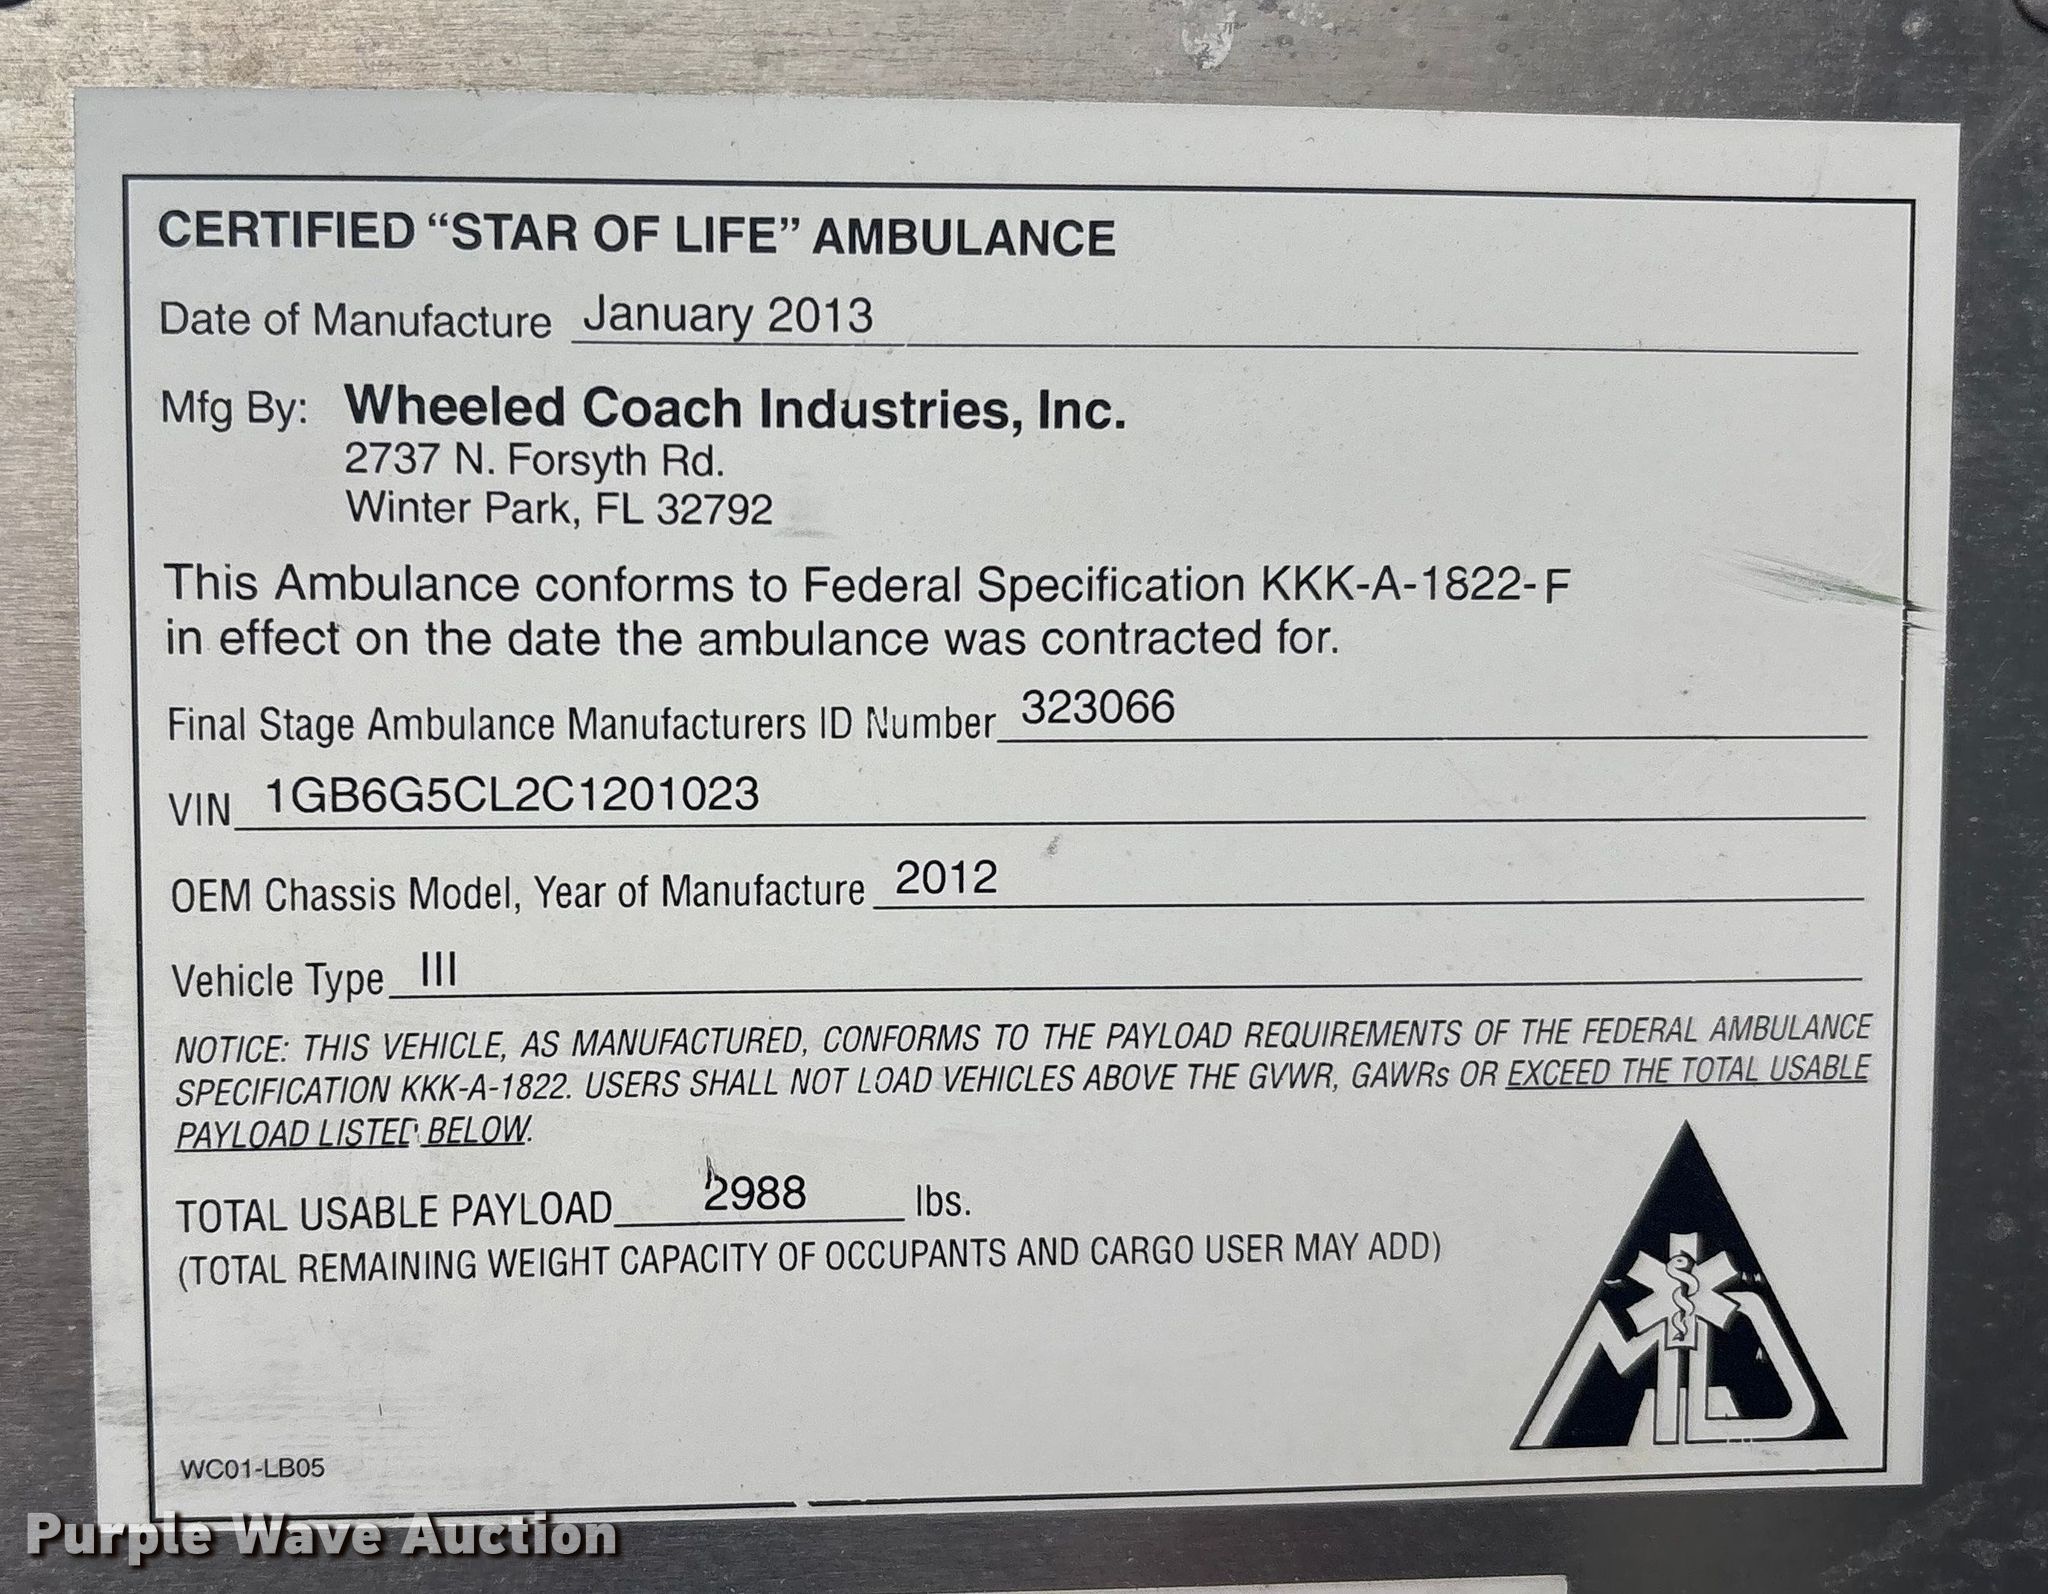 CERTIFIED “STAR OF LIFE” AMBULANCE
Date of Manufacture January 2013
Mfg By: Wheeled Coach Industries, Inc.
2737 N. Forsyth Rd.
Winter Park, FL 32792
This Ambulance conforms to Federal Specification KKK-A-1822-F
in effect on the date the ambulance was contracted for.
Final Stage Ambulance Manufacturers ID Number 323066
VIN 1GB6G5CL2C1201023
OEM Chassis Model, Year of Manufacture 2012
Vehicle Type III
NOTICE: THIS VEHICLE, AS MANUFACTURED, CONFORMS TO THE PAYLOAD REQUIREMENTS OF THE FEDERAL AMBULANCE
SPECIFICATION KKK-A-1822. USERS SHALL NOT LOAD VEHICLES ABOVE THE GVWR, GAWRs OR EXCEED THE TOTAL USABLE
PAYLOAD LISTED BELOW.
TOTAL USABLE PAYLOAD 2988 lbs.
(TOTAL REMAINING WEIGHT CAPACITY OF OCCUPANTS AND CARGO USER MAY ADD)
MD
WC01-LB05
Purple Wave Auction